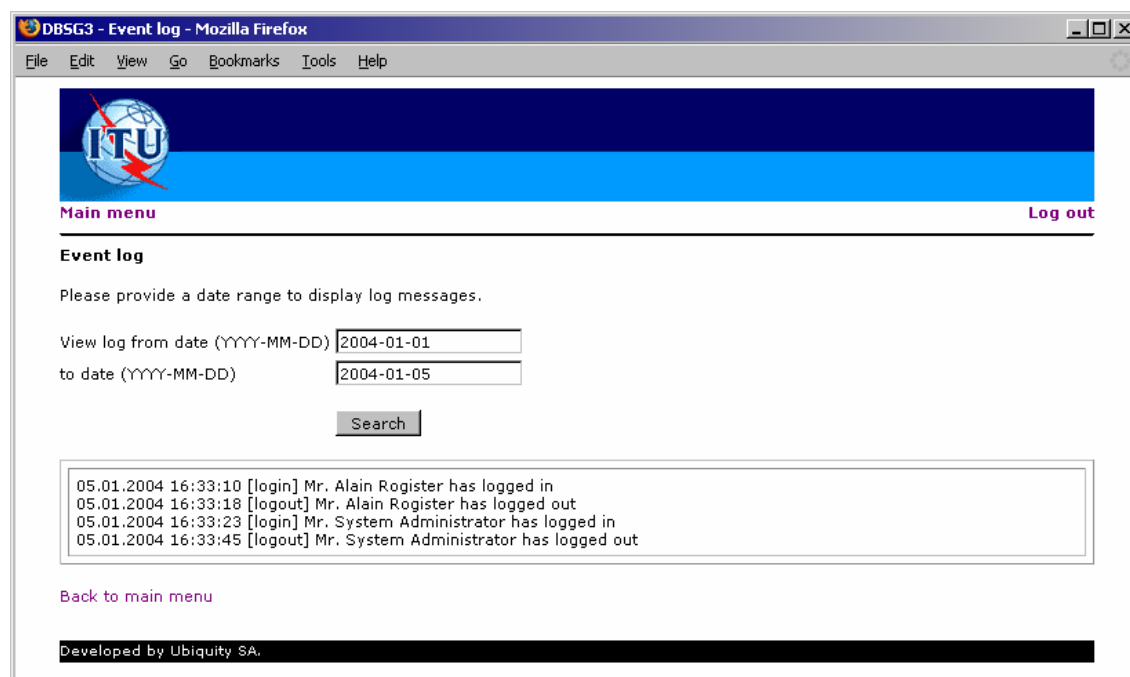 DBSG3 - Event log - Mozilla Firefox
File Edit View Go Bookmarks Tools Help
ITU
Main menu Log out
Event log
Please provide a date range to display log messages.
View log from date (YYYY-MM-DD) 2004-01-01
to date (YYYY-MM-DD) 2004-01-05
Search
05.01.2004 16:33:10 [login] Mr. Alain Rogister has logged in
05.01.2004 16:33:18 [logout] Mr. Alain Rogister has logged out
05.01.2004 16:33:23 [login] Mr. System Administrator has logged in
05.01.2004 16:33:45 [logout] Mr. System Administrator has logged out
Back to main menu
Developed by Ubiquity SA.